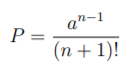 P = \frac{a^{n-1}}{(n+1)!}